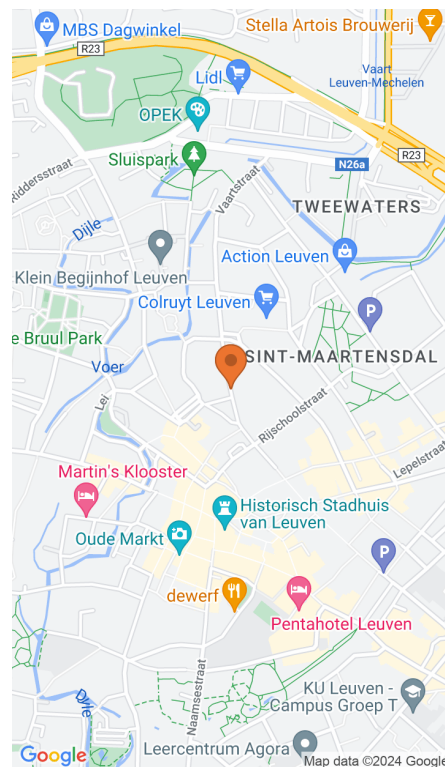 Stella Artois Brouwerij
MBS Dagwinkel
R23
Vaart
Leuven-Mechelen
Lidl
OPEK
R23
Sluispark
N26a
Riddersstraat
Vaartstraat
TWEEWATERS
Dijle
Action Leuven
Klein Begijnhof Leuven
Colruyt Leuven
P
e Bruul Park
SINT-MAARTENSDAL
Voer
Lei
Rijschoolstraat
Lepelstraat
Martin's Klooster
Historisch Stadhuis
van Leuven
Oude Markt
P
dewerf
Pentahotel Leuven
Naamsestraat
KU Leuven -
Campus Groep T
Dijle
Leercentrum Agora
Google
Map data ©2024 Google